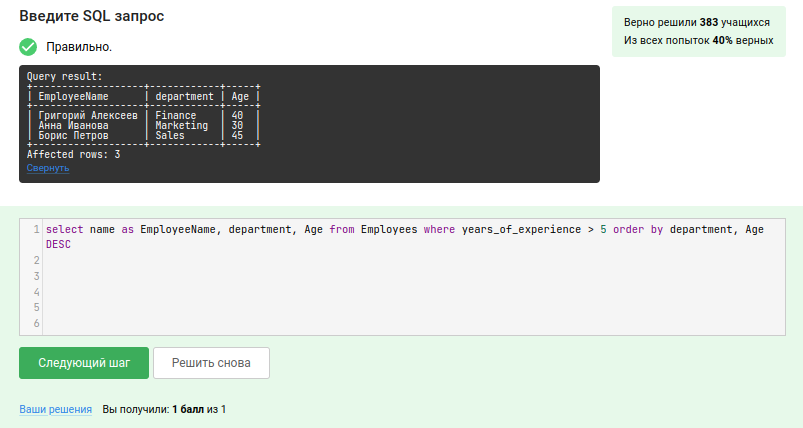 Введите SQL запрос
Правильно.
Верно решили 383 учащихся
Из всех попыток 40% верных
Query result:
+-------------------+------------+-----+
| EmployeeName      | department | Age |
+-------------------+------------+-----+
| Григорий Алексеев | Finance    | 40  |
| Анна Иванова      | Marketing  | 30  |
| Борис Петров      | Sales      | 45  |
+-------------------+------------+-----+
Affected rows: 3
Свернуть
1 select name as EmployeeName, department, Age from Employees where years_of_experience > 5 order by department, Age
DESC
2
3
4
5
6
Следующий шаг
Решить снова
Ваши решения Вы получили: 1 балл из 1